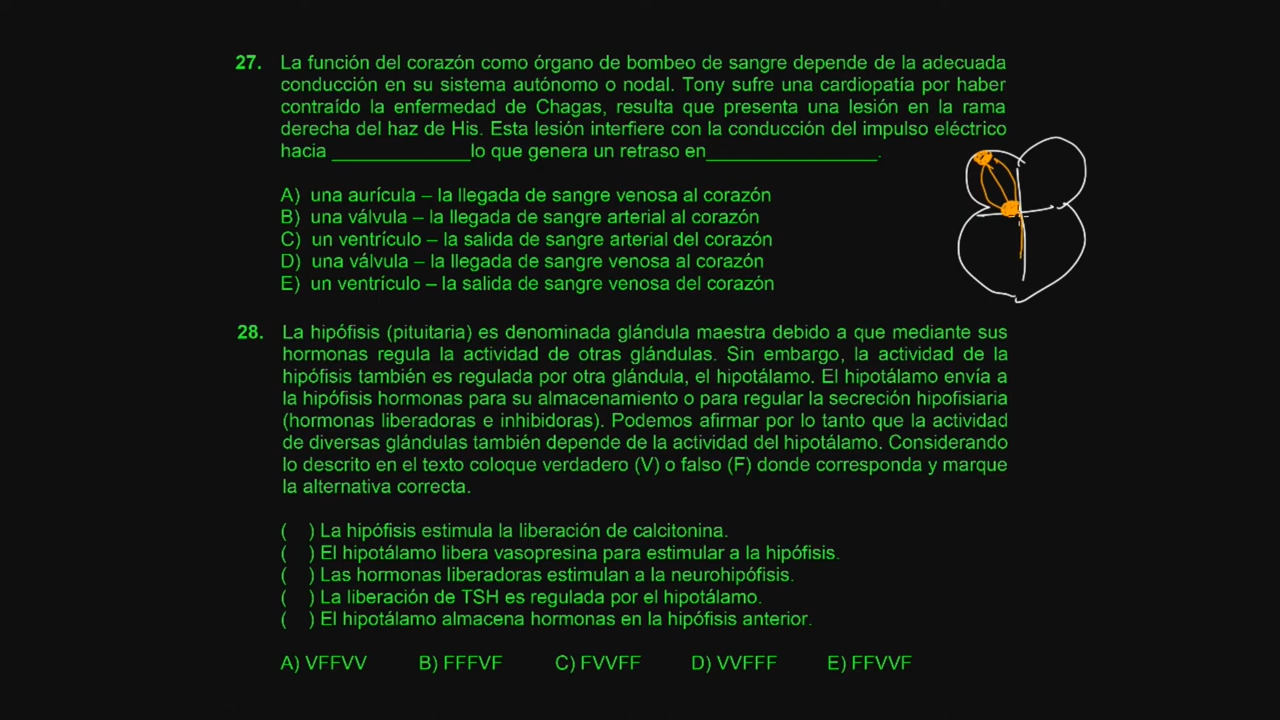 27. La función del corazón como órgano de bombeo de sangre depende de la adecuada
conducción en su sistema autónomo o nodal. Tony sufre una cardiopatía por haber
contraído la enfermedad de Chagas, resulta que presenta una lesión en la rama
derecha del haz de His. Esta lesión interfiere con la conducción del impulso eléctrico
hacia _____________lo que genera un retraso en________________.
A) una aurícula – la llegada de sangre venosa al corazón
B) una válvula – la llegada de sangre arterial al corazón
C) un ventrículo – la salida de sangre arterial del corazón
D) una válvula – la llegada de sangre venosa al corazón
E) un ventrículo – la salida de sangre venosa del corazón
28. La hipófisis (pituitaria) es denominada glándula maestra debido a que mediante sus
hormonas regula la actividad de otras glándulas. Sin embargo, la actividad de la
hipófisis también es regulada por otra glándula, el hipotálamo. El hipotálamo envía a
la hipófisis hormonas para su almacenamiento o para regular la secreción hipofisiaria
(hormonas liberadoras e inhibidoras). Podemos afirmar por lo tanto que la actividad
de diversas glándulas también depende de la actividad del hipotálamo. Considerando
lo descrito en el texto coloque verdadero (V) o falso (F) donde corresponda y marque
la alternativa correcta.
( ) La hipófisis estimula la liberación de calcitonina.
( ) El hipotálamo libera vasopresina para estimular a la hipófisis.
( ) Las hormonas liberadoras estimulan a la neurohipófisis.
( ) La liberación de TSH es regulada por el hipotálamo.
( ) El hipotálamo almacena hormonas en la hipófisis anterior.
A) VFFVV B) FFFVF C) FVVFF D) VVFFF E) FFVVF